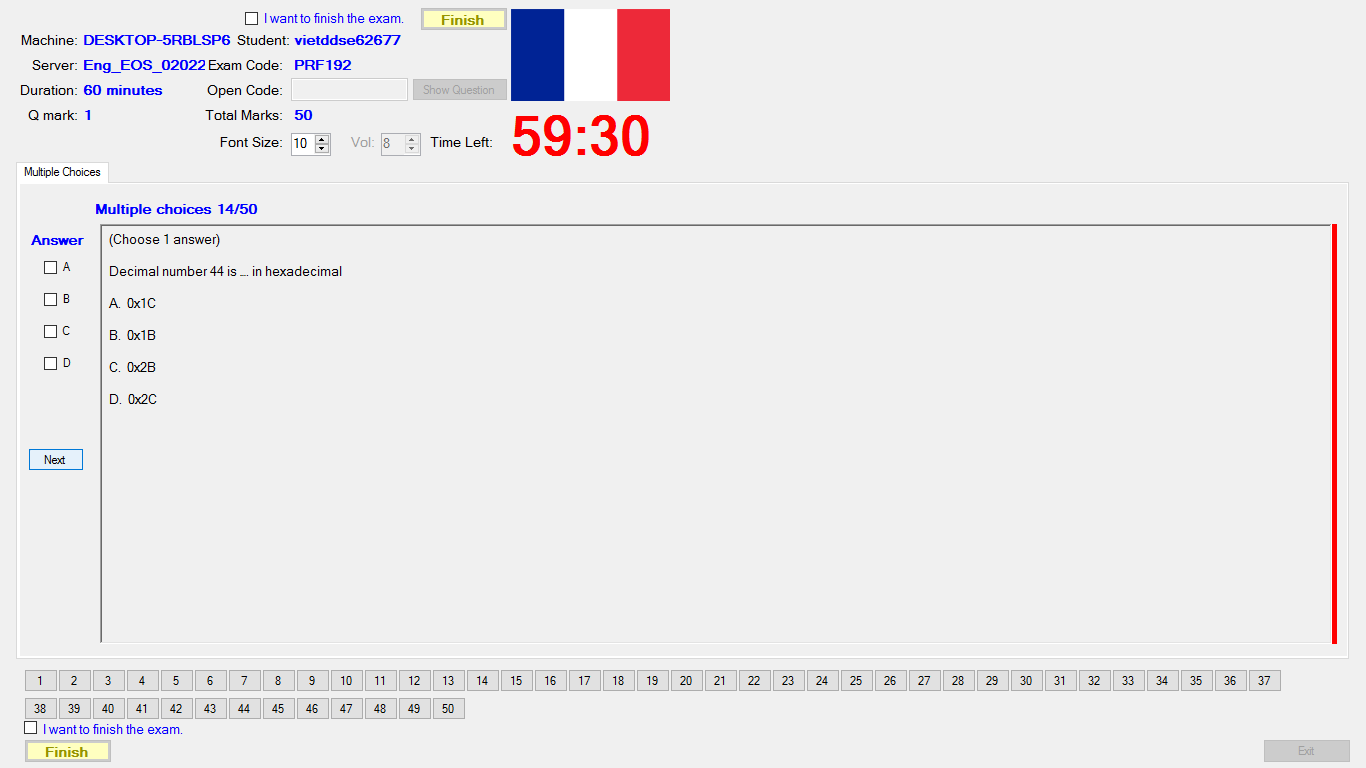 I want to finish the exam. Finish
Machine: DESKTOP-5RBLSP6 Student: vietddse62677
Server: Eng_EOS_02022 Exam Code: PRF192
Duration: 60 minutes Open Code: Show Question
Q mark: 1 Total Marks: 50
Font Size: 10 Vol: 8 Time Left: 59:30
Multiple Choices
Multiple choices 14/50
Answer
(Choose 1 answer)
A
Decimal number 44 is .... in hexadecimal
B
A. 0x1C
C
B. 0x1B
D
C. 0x2B
D. 0x2C
Next
1 2 3 4 5 6 7 8 9 10 11 12 13 14 15 16 17 18 19 20 21 22 23 24 25 26 27 28 29 30 31 32 33 34 35 36 37
38 39 40 41 42 43 44 45 46 47 48 49 50
I want to finish the exam.
Finish Exit